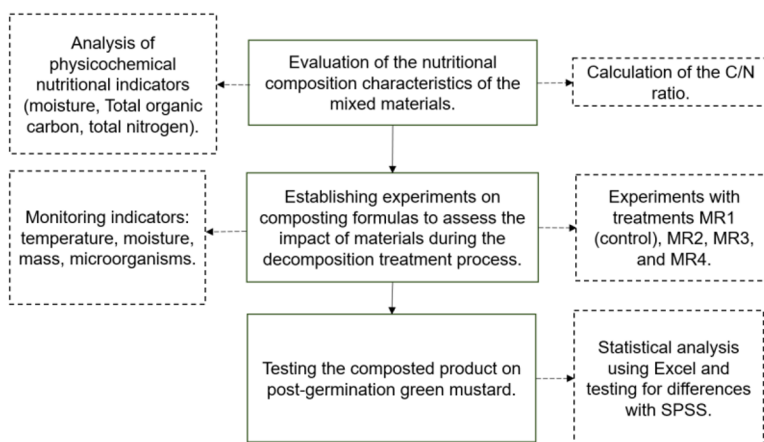 Analysis of
physicochemical
nutritional indicators
(moisture, Total organic
carbon, total nitrogen).
Evaluation of the nutritional
composition characteristics of the
mixed materials.
Calculation of the C/N
ratio.
Monitoring indicators:
temperature, moisture,
mass, microorganisms.
Establishing experiments on
composting formulas to assess the
impact of materials during the
decomposition treatment process.
Experiments with
treatments MR1
(control), MR2, MR3,
and MR4.
Testing the composted product on
post-germination green mustard.
Statistical analysis
using Excel and
testing for differences
with SPSS.